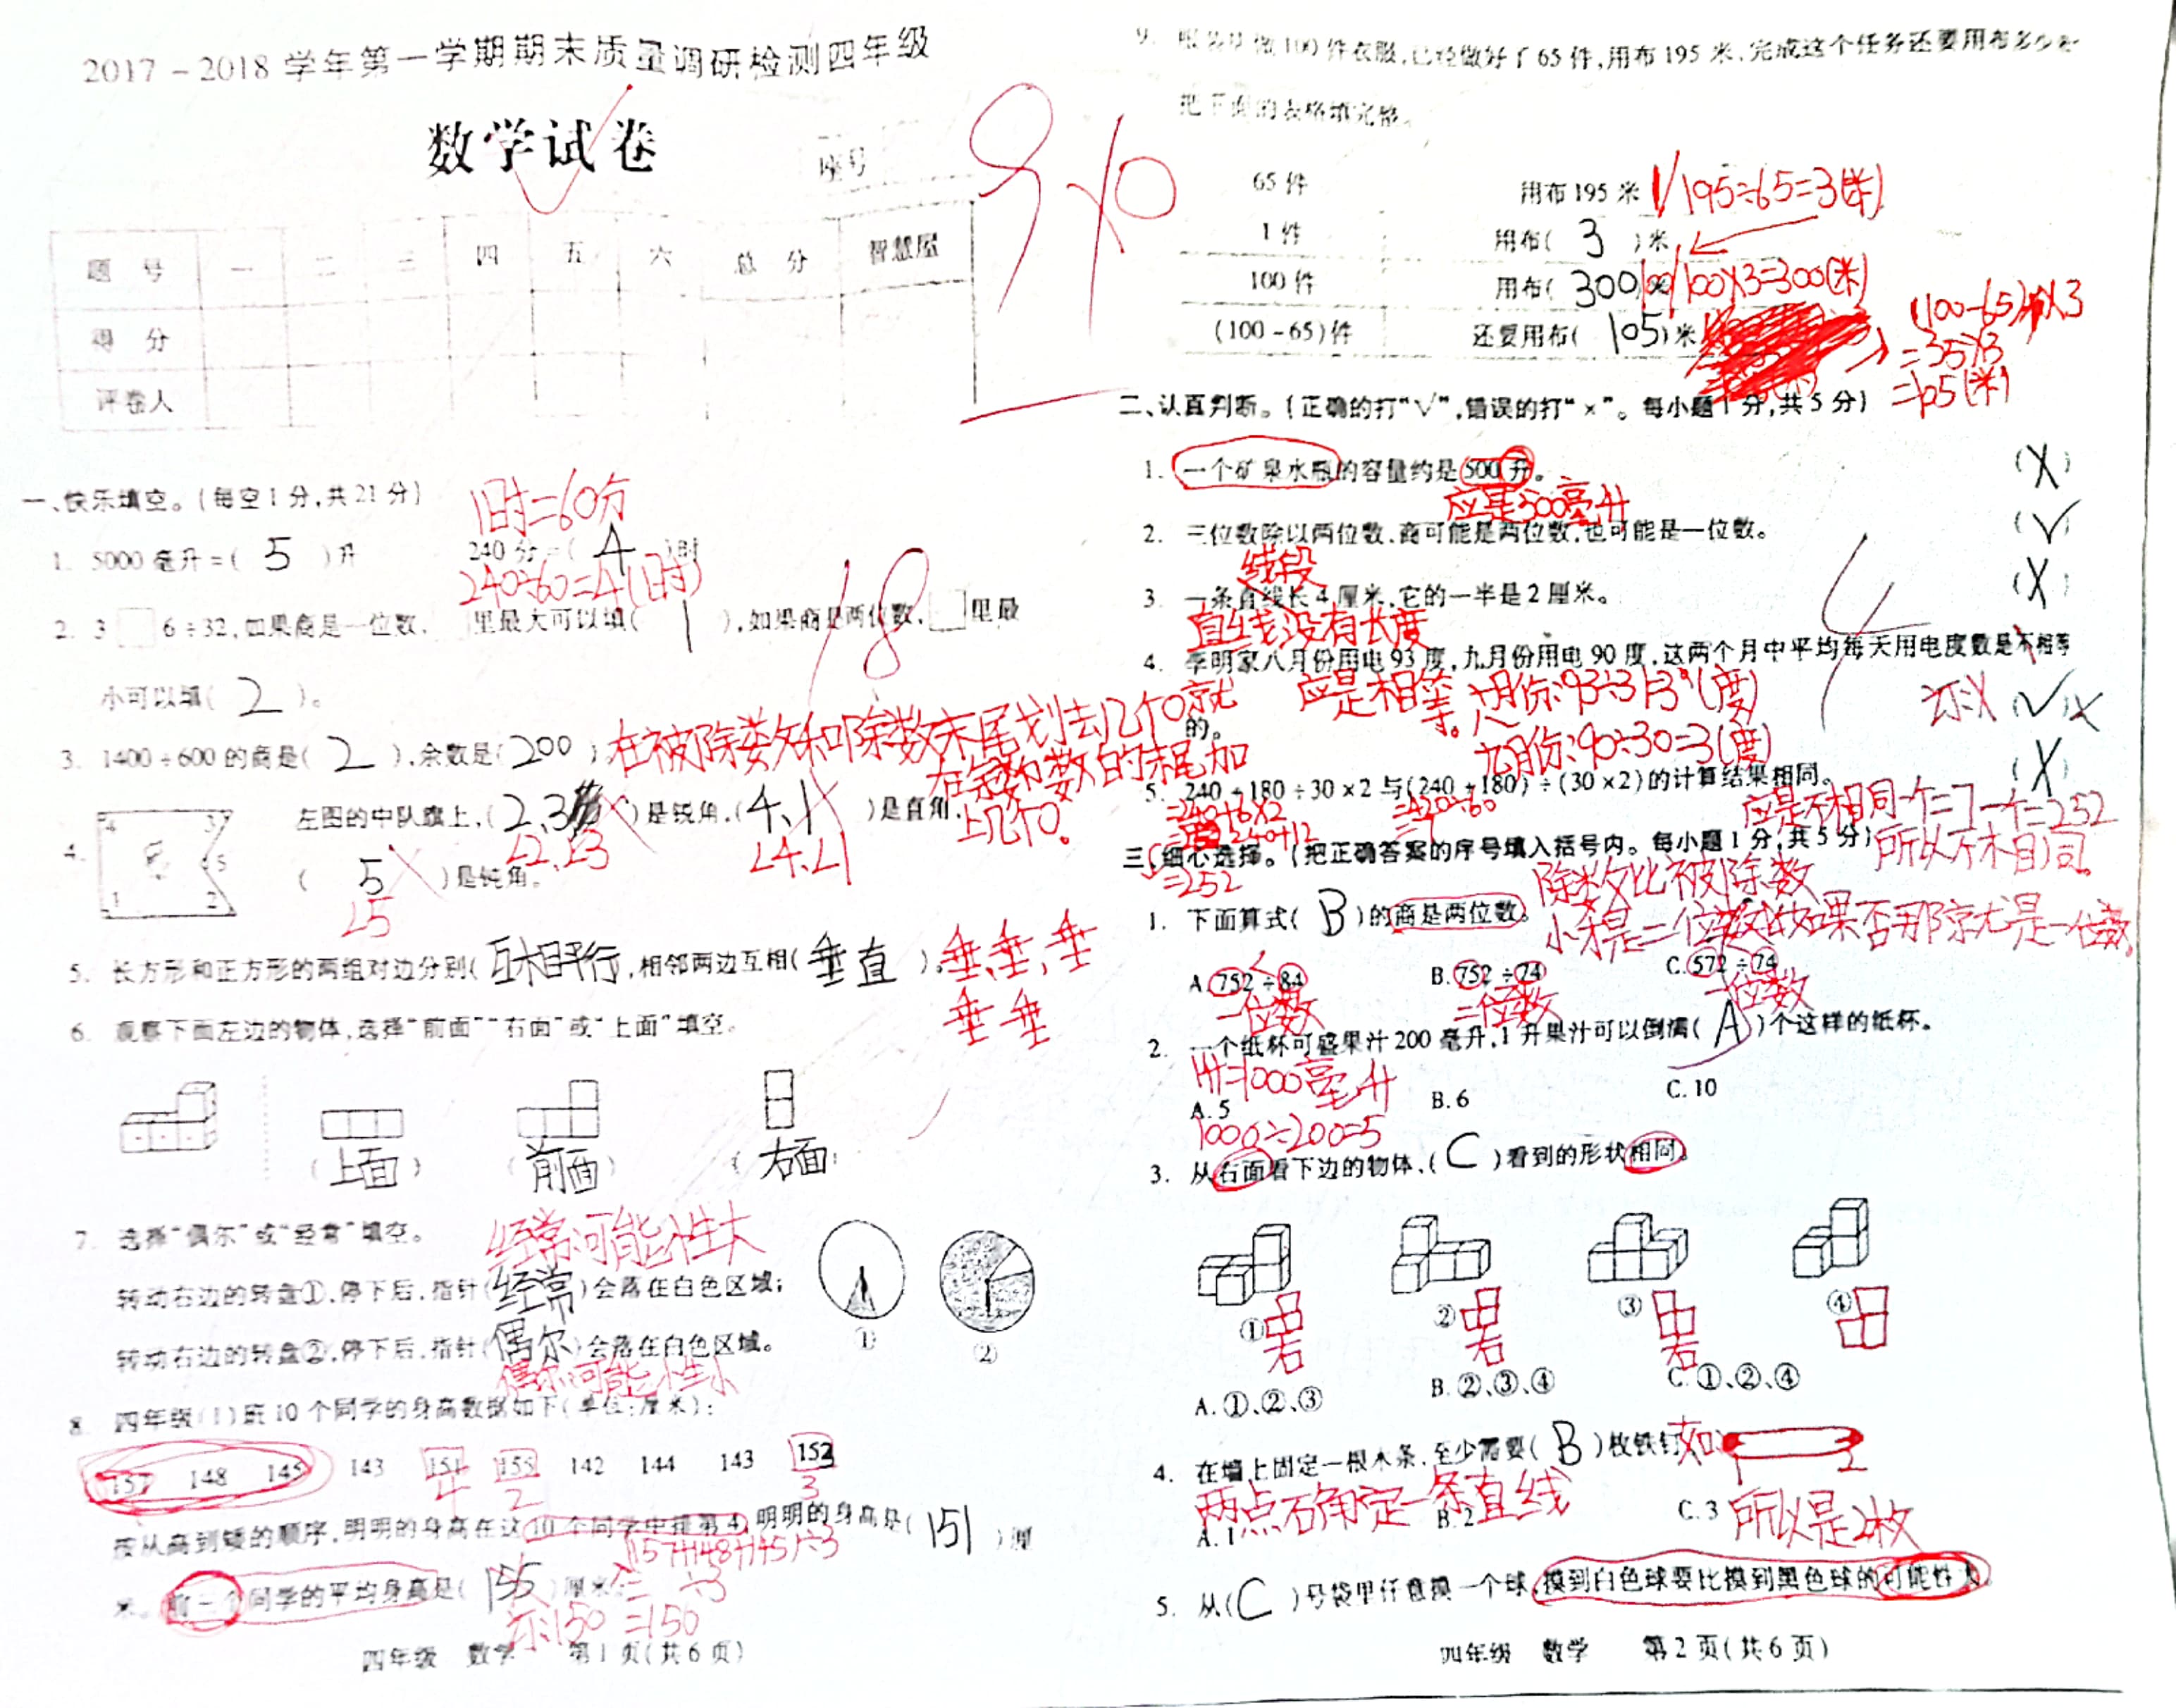 2017-2018学年第一学期期末质量调研检测四年级
数学试卷
座号
90
题 号 一 二 三 四 五 六 总 分 智慧屋
得 分
评卷人
一、快乐填空。(每空1分,共21分)
1时=60分
1. 5000毫升=( 5 )升 240分=( 4 )时
240÷60=4(时)
2. 3□6÷32,如果商是一位数,□里最大可以填( 1 ),如果商是两位数,□里最
小可以填( 2 )。
18
3. 1400÷600的商是( 2 ),余数是(200)
在被除数和除数末尾划去几个0就
在余数的末尾加
上几个0。
4. 左图的中队旗上,( 2、3 )是锐角,( 4、1 )是直角,
∠2、∠3 ∠4、∠1
( 5 )是钝角。
∠5
4 3 5 1 2
5. 长方形和正方形的两组对边分别(互相平行),相邻两边互相(垂直)。垂、垂、垂
垂 垂
6. 观察下面左边的物体,选择"前面""右面"或"上面"填空。
(上面) (前面) (右面)
7. 选择"偶尔"或"经常"填空。
经常:可能性大
转动右边的转盘①,停下后,指针(经常)会落在白色区域;
转动右边的转盘②,停下后,指针(偶尔)会落在白色区域。
① ②
偶尔:可能性小
8. 四年级(1)班10个同学的身高数据如下(单位:厘米):
157 148 145 143 151 155 142 144 143 152
4 2 3
按从高到矮的顺序,明明的身高在这10个同学中排第4,明明的身高是( 151 )厘
(157+148+145)÷3
米。前三个同学的平均身高是( 155 )厘米。
÷3
150 =150
四年级 数学 第1页(共6页)
9. 做100件衣服,已经做好了65件,用布195米,完成这个任务还要用布多少米
把下面的表格填完整。
65件 用布195米 195÷65=3(米)
1件 用布( 3 )米
100件 用布( 300 )米 100×3=300(米)
(100-65)件 还要用布( 105 )米
(100-65)×3
=35×3
=105(米)
二、认真判断。(正确的打"√",错误的打"×"。每小题1分,共5分)
1. 一个矿泉水瓶的容量约是500升。 (X)
应是500毫升
2. 三位数除以两位数,商可能是两位数,也可能是一位数。 (√)
线段
3. 一条直线长4厘米,它的一半是2厘米。 (X)
直线没有长度
4
4. 李明家八月份用电93度,九月份用电90度,这两个月中平均每天用电度数是不相等
的。 (√)
应是相等。八月份:93÷31=3(度)
九月份:90÷30=3(度)
5. 240+180÷30×2与(240+180)÷(30×2)的计算结果相同。 (X)
=240+6×2 =420÷60
=240+12 =7
=252
应是不相同一个=7一个=252
所以不相同。
三、细心选择。(把正确答案的序号填入括号内。每小题1分,共5分)
除数比被除数
1. 下面算式( B )的商是两位数。
A. 752÷84 B. 752÷74 C. 572÷74
一位数 二位数 一位数
2. 一个纸杯可盛果汁200毫升,1升果汁可以倒满( A )个这样的纸杯。
1升=1000毫升
A. 5 B. 6 C. 10
1000÷200=5
3. 从右面看下边的物体,( C )看到的形状相同。
① ② ③ ④
右 右 右
A. ①、②、③ B. ②、③、④ C. ①、②、④
4. 在墙上固定一根木条,至少需要( B )枚铁钉 如:
1 2
两点确定一条直线
A. 1 B. 2 C. 3 所以是2枚
5. 从( C )号袋里任意摸一个球,摸到白色球要比摸到黑色球的可能性大。
四年级 数学 第2页(共6页)